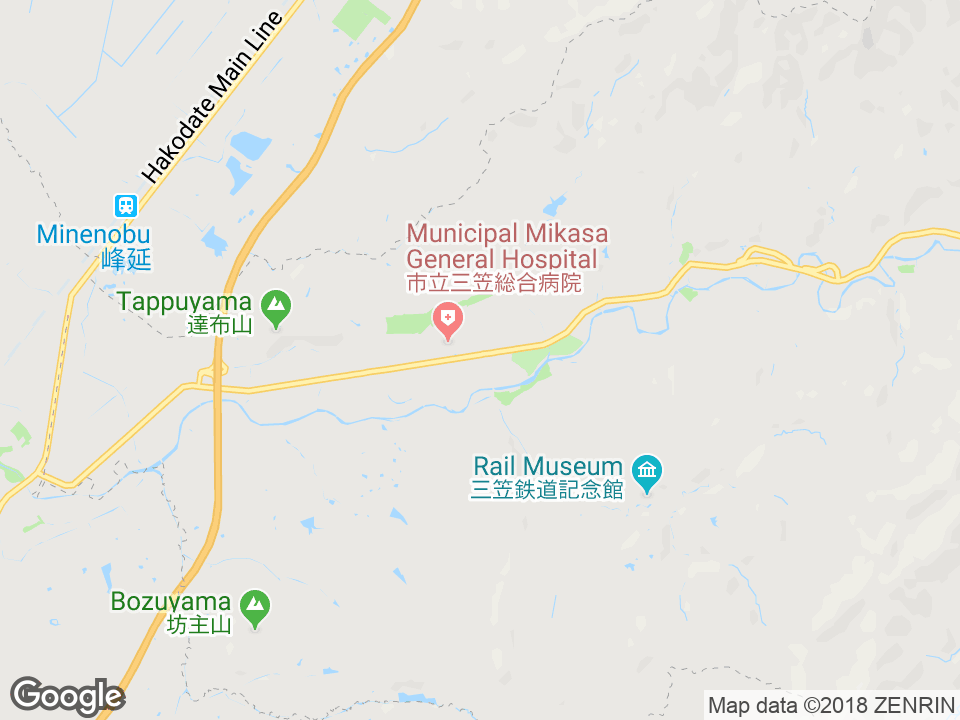 Hakodate Main Line
Minenobu
峰延
Municipal Mikasa
General Hospital
市立三笠総合病院
Tappuyama
達布山
Rail Museum
三笠鉄道記念館
Bozuyama
坊主山
Google
Map data ©2018 ZENRIN